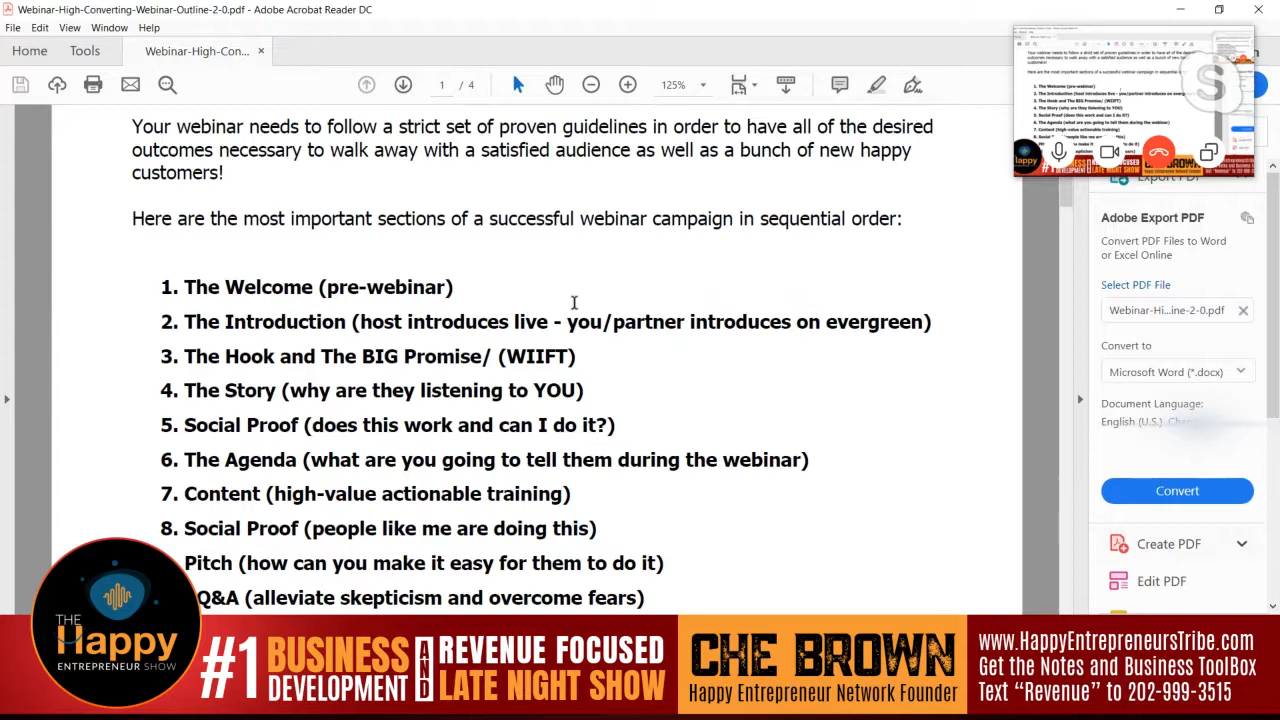 Webinar-High-Converting-Webinar-Outline-2-0.pdf - Adobe Acrobat Reader DC
File Edit View Window Help
Home Tools Webinar-High-Con... ×
1 / 4 125%
Your webinar needs to follow a strict set of proven guidelines in order to have all of the desired
outcomes necessary to walk away with a satisfied audience as well as a bunch of new happy
customers!
Here are the most important sections of a successful webinar campaign in sequential order:
1. The Welcome (pre-webinar)
2. The Introduction (host introduces live - you/partner introduces on evergreen)
3. The Hook and The BIG Promise/ (WIIFT)
4. The Story (why are they listening to YOU)
5. Social Proof (does this work and can I do it?)
6. The Agenda (what are you going to tell them during the webinar)
7. Content (high-value actionable training)
8. Social Proof (people like me are doing this)
Pitch (how can you make it easy for them to do it)
Q&A (alleviate skepticism and overcome fears)
Export PDF
Adobe Export PDF
Convert PDF Files to Word
or Excel Online
Select PDF File
Webinar-Hi...ine-2-0.pdf
Convert to
Microsoft Word (*.docx)
Document Language:
English (U.S.)
Convert
Create PDF
Edit PDF
THE
Happy
ENTREPRENEUR SHOW
#1 BUSINESS DEVELOPMENT AND REVENUE FOCUSED LATE NIGHT SHOW
CHE BROWN
Happy Entrepreneur Network Founder
www.HappyEntrepreneursTribe.com
Get the Notes and Business ToolBox
Text “Revenue” to 202-999-3515